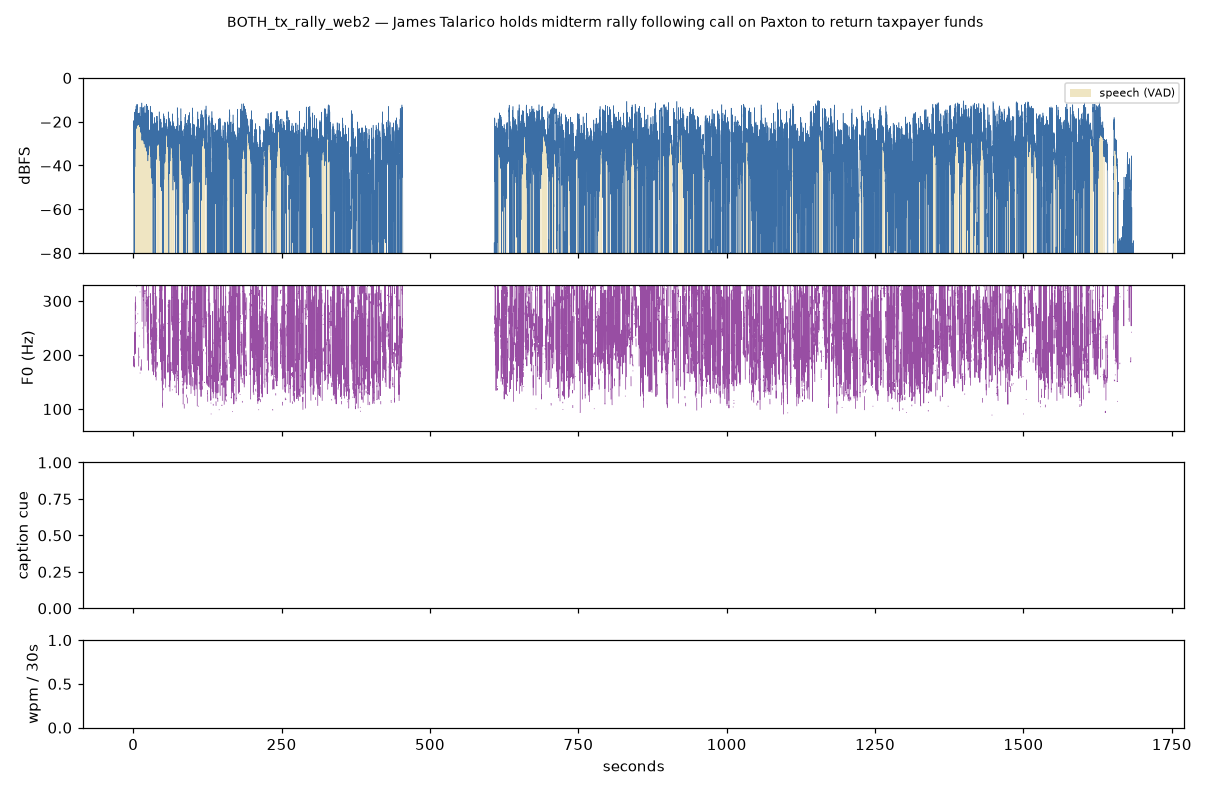 BOTH_tx_rally_web2 — James Talarico holds midterm rally following call on Paxton to return taxpayer funds
0
−20
−40
−60
−80
dBFS
speech (VAD)
300
200
100
F0 (Hz)
1.00
0.75
0.50
0.25
0.00
caption cue
1.0
0.5
0.0
wpm / 30s
0 250 500 750 1000 1250 1500 1750
seconds